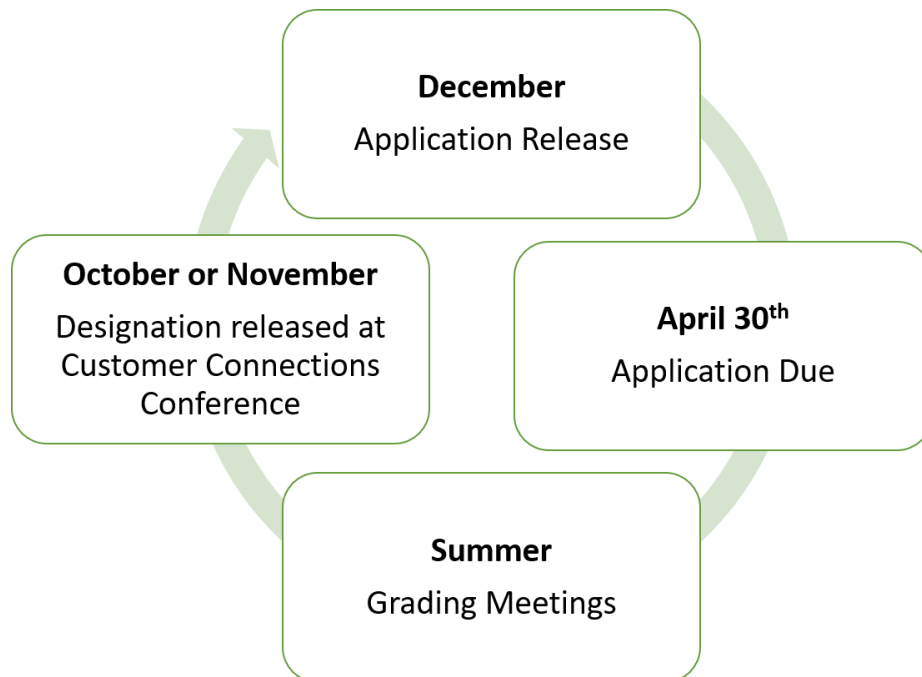 December
Application Release
April 30th
Application Due
Summer
Grading Meetings
October or November
Designation released at
Customer Connections
Conference